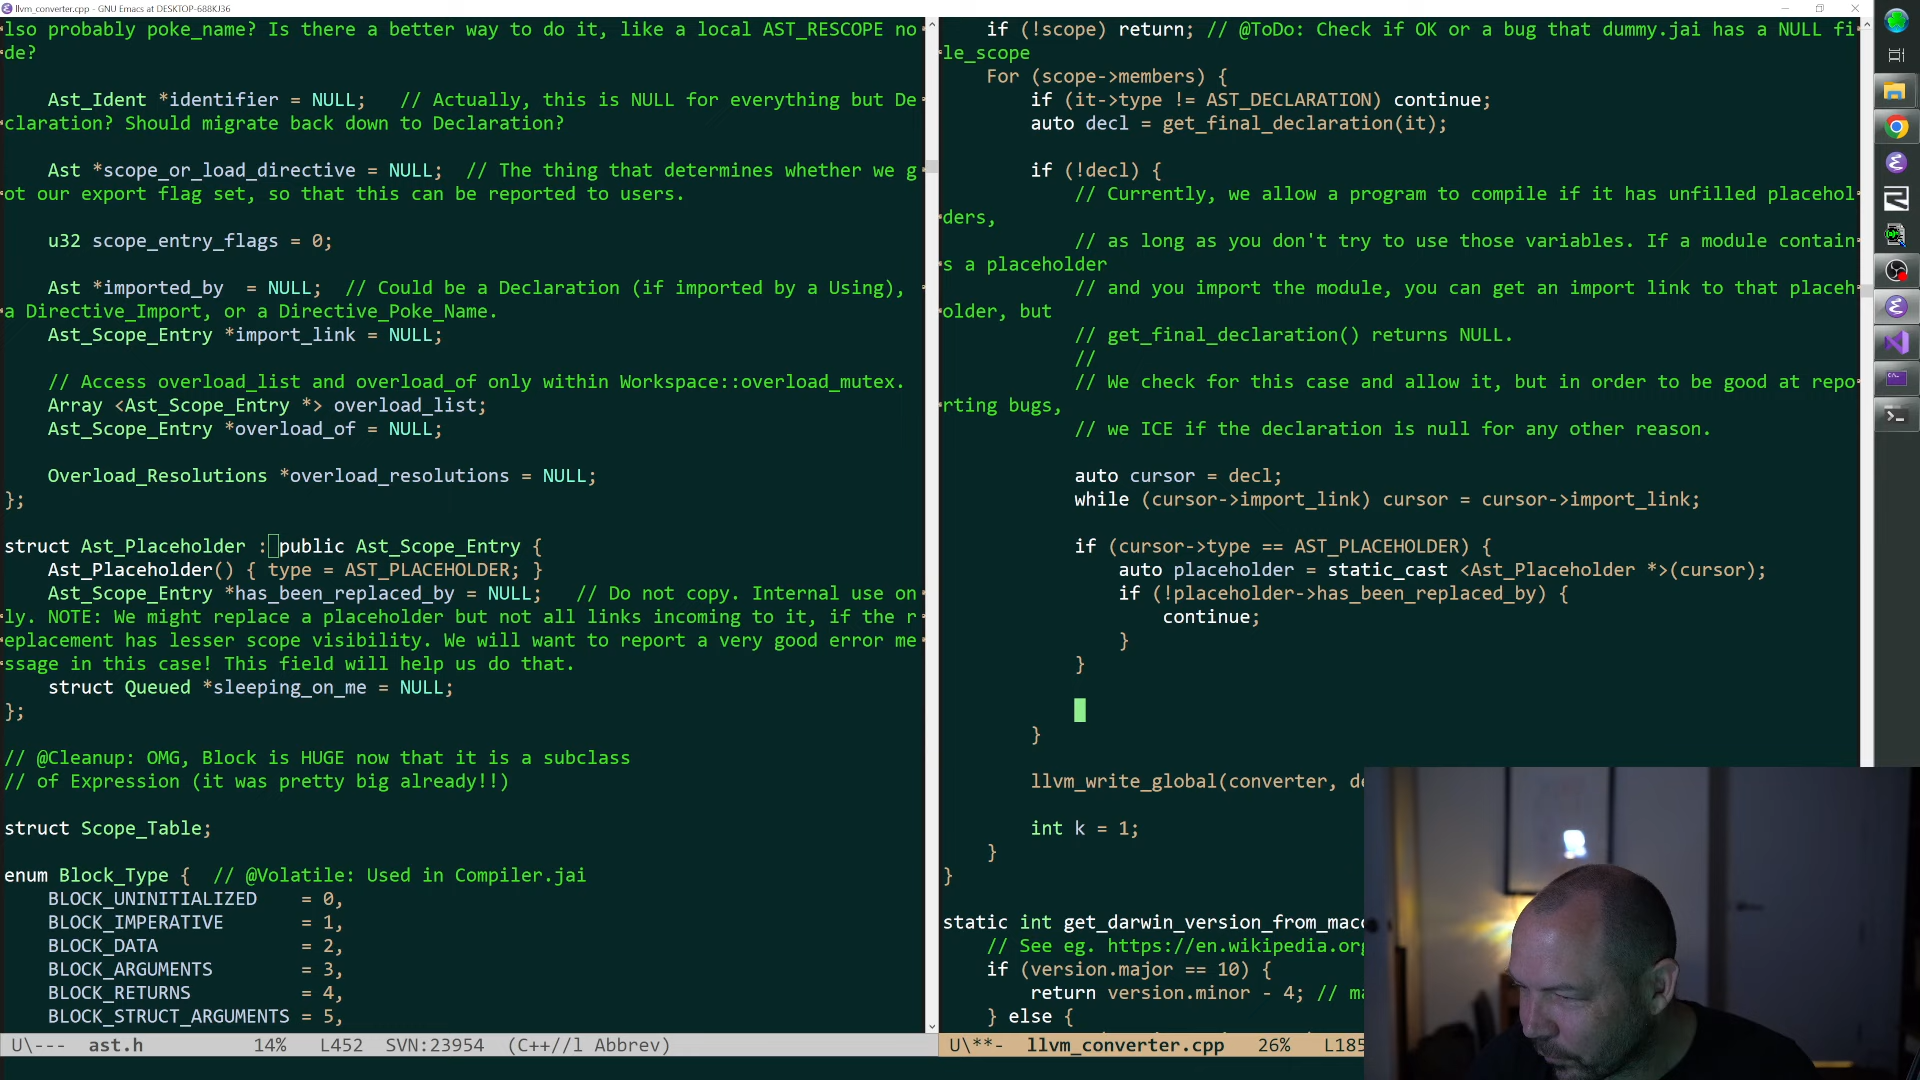 llvm_converter.cpp - GNU Emacs at DESKTOP-688KJ36
lso probably poke_name? Is there a better way to do it, like a local AST_RESCOPE no
de?
Ast_Ident *identifier = NULL;   // Actually, this is NULL for everything but De
claration? Should migrate back down to Declaration?
Ast *scope_or_load_directive = NULL;  // The thing that determines whether we g
ot our export flag set, so that this can be reported to users.
u32 scope_entry_flags = 0;
Ast *imported_by  = NULL;  // Could be a Declaration (if imported by a Using),
a Directive_Import, or a Directive_Poke_Name.
Ast_Scope_Entry *import_link = NULL;
// Access overload_list and overload_of only within Workspace::overload_mutex.
Array <Ast_Scope_Entry *> overload_list;
Ast_Scope_Entry *overload_of = NULL;
Overload_Resolutions *overload_resolutions = NULL;
};
struct Ast_Placeholder : public Ast_Scope_Entry {
Ast_Placeholder() { type = AST_PLACEHOLDER; }
Ast_Scope_Entry *has_been_replaced_by = NULL;   // Do not copy. Internal use on
ly. NOTE: We might replace a placeholder but not all links incoming to it, if the r
eplacement has lesser scope visibility. We will want to report a very good error me
ssage in this case! This field will help us do that.
struct Queued *sleeping_on_me = NULL;
};
// @Cleanup: OMG, Block is HUGE now that it is a subclass
// of Expression (it was pretty big already!!)
struct Scope_Table;
enum Block_Type {  // @Volatile: Used in Compiler.jai
BLOCK_UNINITIALIZED    = 0,
BLOCK_IMPERATIVE       = 1,
BLOCK_DATA             = 2,
BLOCK_ARGUMENTS        = 3,
BLOCK_RETURNS          = 4,
BLOCK_STRUCT_ARGUMENTS = 5,
U\---  ast.h          14%   L452  SVN:23954  (C++//l Abbrev)
if (!scope) return; // @ToDo: Check if OK or a bug that dummy.jai has a NULL fi
le_scope
For (scope->members) {
if (it->type != AST_DECLARATION) continue;
auto decl = get_final_declaration(it);
if (!decl) {
// Currently, we allow a program to compile if it has unfilled placehol
ders,
// as long as you don't try to use those variables. If a module contain
s a placeholder
// and you import the module, you can get an import link to that placeh
older, but
// get_final_declaration() returns NULL.
//
// We check for this case and allow it, but in order to be good at repo
rting bugs,
// we ICE if the declaration is null for any other reason.
auto cursor = decl;
while (cursor->import_link) cursor = cursor->import_link;
if (cursor->type == AST_PLACEHOLDER) {
auto placeholder = static_cast <Ast_Placeholder *>(cursor);
if (!placeholder->has_been_replaced_by) {
continue;
}
}
}
llvm_write_global(converter, de
int k = 1;
}
}
static int get_darwin_version_from_maco
// See eg. https://en.wikipedia.org
if (version.major == 10) {
return version.minor - 4; // ma
} else {
U\**-  llvm_converter.cpp   26%   L185